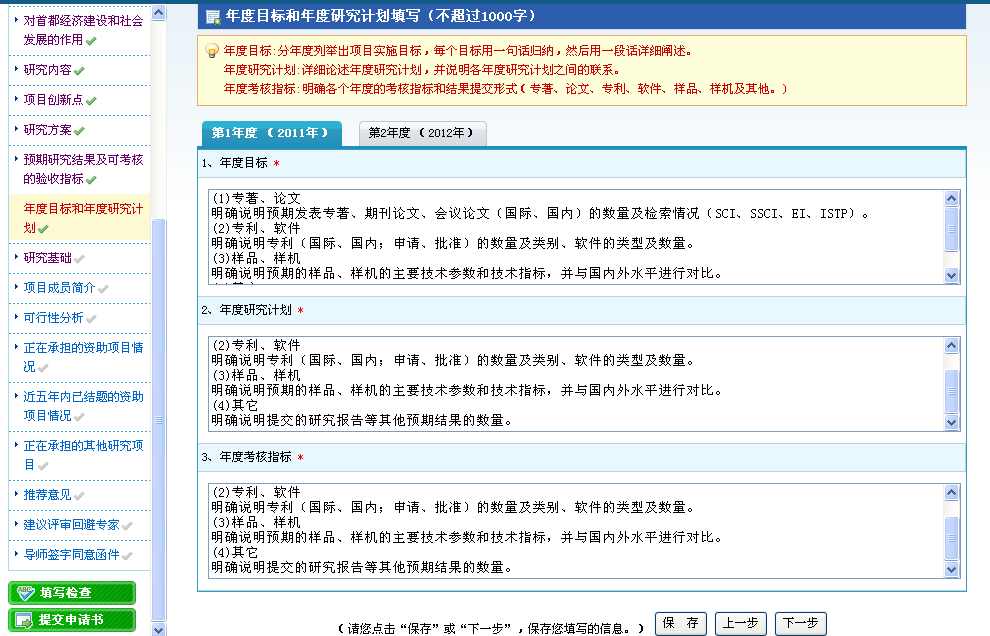 对首都经济建设和社会
发展的作用
研究内容
项目创新点
研究方案
预期研究结果及可考核
的验收指标
年度目标和年度研究计
划
研究基础
项目成员简介
可行性分析
正在承担的资助项目情
况
近五年内已结题的资助
项目情况
正在承担的其他研究项
目
推荐意见
建议评审回避专家
导师签字同意函件
填写检查
提交申请书
年度目标和年度研究计划填写（不超过1000字）
年度目标:分年度列举出项目实施目标，每个目标用一句话归纳，然后用一段话详细阐述。
年度研究计划:详细论述年度研究计划，并说明各年度研究计划之间的联系。
年度考核指标:明确各个年度的考核指标和结果提交形式（专著、论文、专利、软件、样品、样机及其他。）
第1年度 （2011年）
第2年度 （2012年）
1、年度目标 *
(1)专著、论文
明确说明预期发表专著、期刊论文、会议论文（国际、国内）的数量及检索情况（SCI、SSCI、EI、ISTP）。
(2)专利、软件
明确说明专利（国际、国内；申请、批准）的数量及类别、软件的类型及数量。
(3)样品、样机
明确说明预期的样品、样机的主要技术参数和技术指标，并与国内外水平进行对比。
2、年度研究计划 *
(2)专利、软件
明确说明专利（国际、国内；申请、批准）的数量及类别、软件的类型及数量。
(3)样品、样机
明确说明预期的样品、样机的主要技术参数和技术指标，并与国内外水平进行对比。
(4)其它
明确说明提交的研究报告等其他预期结果的数量。
3、年度考核指标 *
(2)专利、软件
明确说明专利（国际、国内；申请、批准）的数量及类别、软件的类型及数量。
(3)样品、样机
明确说明预期的样品、样机的主要技术参数和技术指标，并与国内外水平进行对比。
(4)其它
明确说明提交的研究报告等其他预期结果的数量。
（请您点击“保存”或“下一步”，保存您填写的信息。）
保 存
上一步
下一步